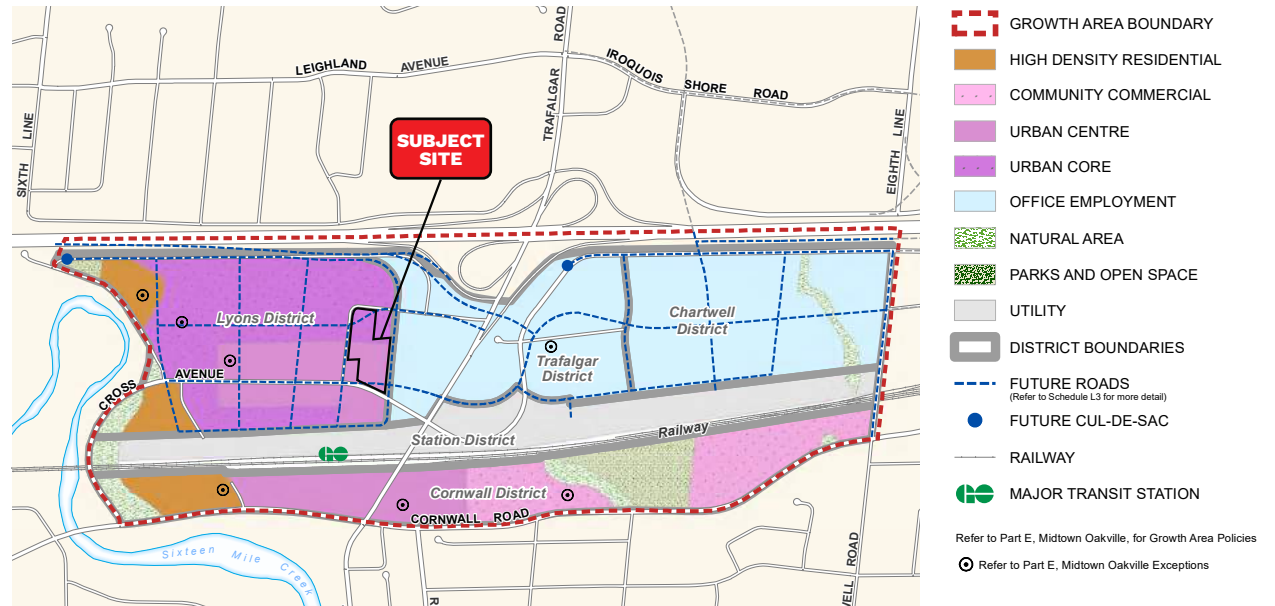 LEIGHLAND AVENUE
IROQUOIS SHORE ROAD
TRAFALGAR ROAD
SIXTH LINE
EIGHTH LINE
SUBJECT
SITE
Lyons District
Chartwell
District
Trafalgar
District
CROSS AVENUE
Station District
Railway
GO
Cornwall District
CORNWALL ROAD
Sixteen Mile Creek
R
WELL ROAD
GROWTH AREA BOUNDARY
HIGH DENSITY RESIDENTIAL
COMMUNITY COMMERCIAL
URBAN CENTRE
URBAN CORE
OFFICE EMPLOYMENT
NATURAL AREA
PARKS AND OPEN SPACE
UTILITY
DISTRICT BOUNDARIES
FUTURE ROADS
(Refer to Schedule L3 for more detail)
FUTURE CUL-DE-SAC
RAILWAY
GO MAJOR TRANSIT STATION
Refer to Part E, Midtown Oakville, for Growth Area Policies
Refer to Part E, Midtown Oakville Exceptions